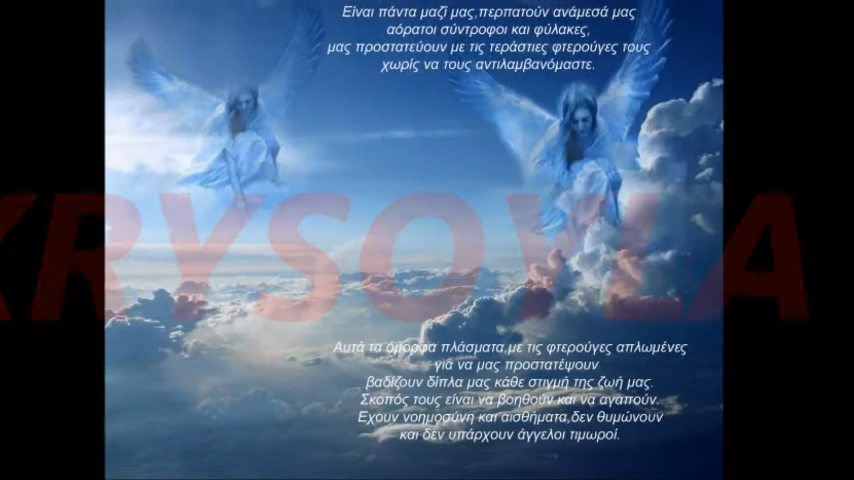 Είναι πάντα μαζί μας,περπατούν ανάμεσά μας
αόρατοι σύντροφοι και φύλακες,
μας προστατεύουν με τις τεράστιες φτερούγες τους
χωρίς να τους αντιλαμβανόμαστε.
KRYSOYLA
Αυτά τα όμορφα πλάσματα,με τις φτερούγες απλωμένες
για να μας προστατέψουν
βαδίζουν δίπλα μας κάθε στιγμή της ζωή μας.
Σκοπός τους είναι να βοηθούν και να αγαπούν.
Εχουν νοημοσύνη και αισθήματα,δεν θυμώνουν
και δεν υπάρχουν άγγελοι τιμωροί.